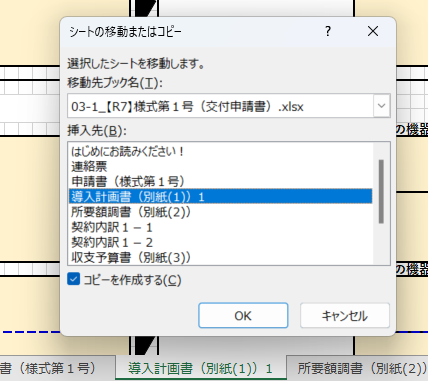 シートの移動またはコピー
?
×
選択したシートを移動します。
移動先ブック名(T):
03-1_【R7】様式第１号（交付申請書）.xlsx
挿入先(B):
はじめにお読みください！
連絡票
申請書（様式第１号）
導入計画書（別紙(1)）１
所要額調書（別紙(2)）
契約内訳１－１
契約内訳１－２
収支予算書（別紙(3)）
コピーを作成する(C)
OK
キャンセル
の機器
の機器
書（様式第１号）
導入計画書（別紙(1)）１
所要額調書（別紙(2)）